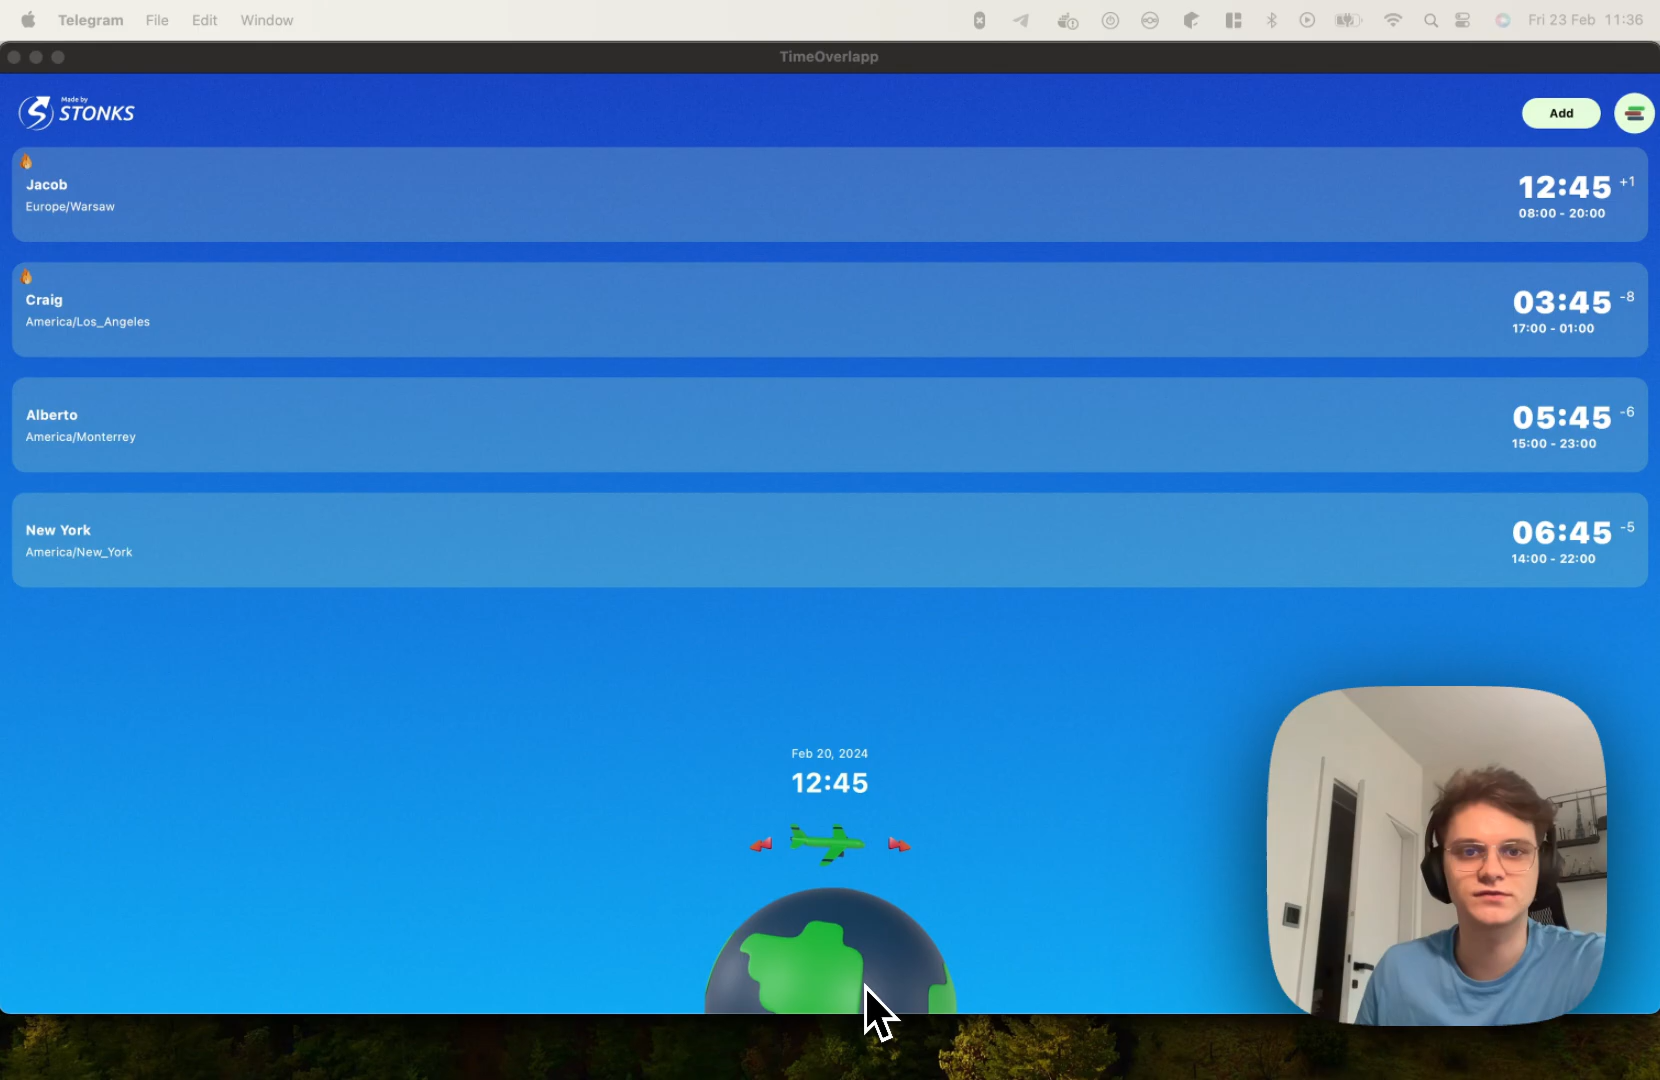 Telegram File Edit Window Fri 23 Feb 11:36
TimeOverlapp
Made by
STONKS
Add
Jacob
Europe/Warsaw
12:45 +1
08:00 - 20:00
Craig
America/Los_Angeles
03:45 -8
17:00 - 01:00
Alberto
America/Monterrey
05:45 -6
15:00 - 23:00
New York
America/New_York
06:45 -5
14:00 - 22:00
Feb 20, 2024
12:45